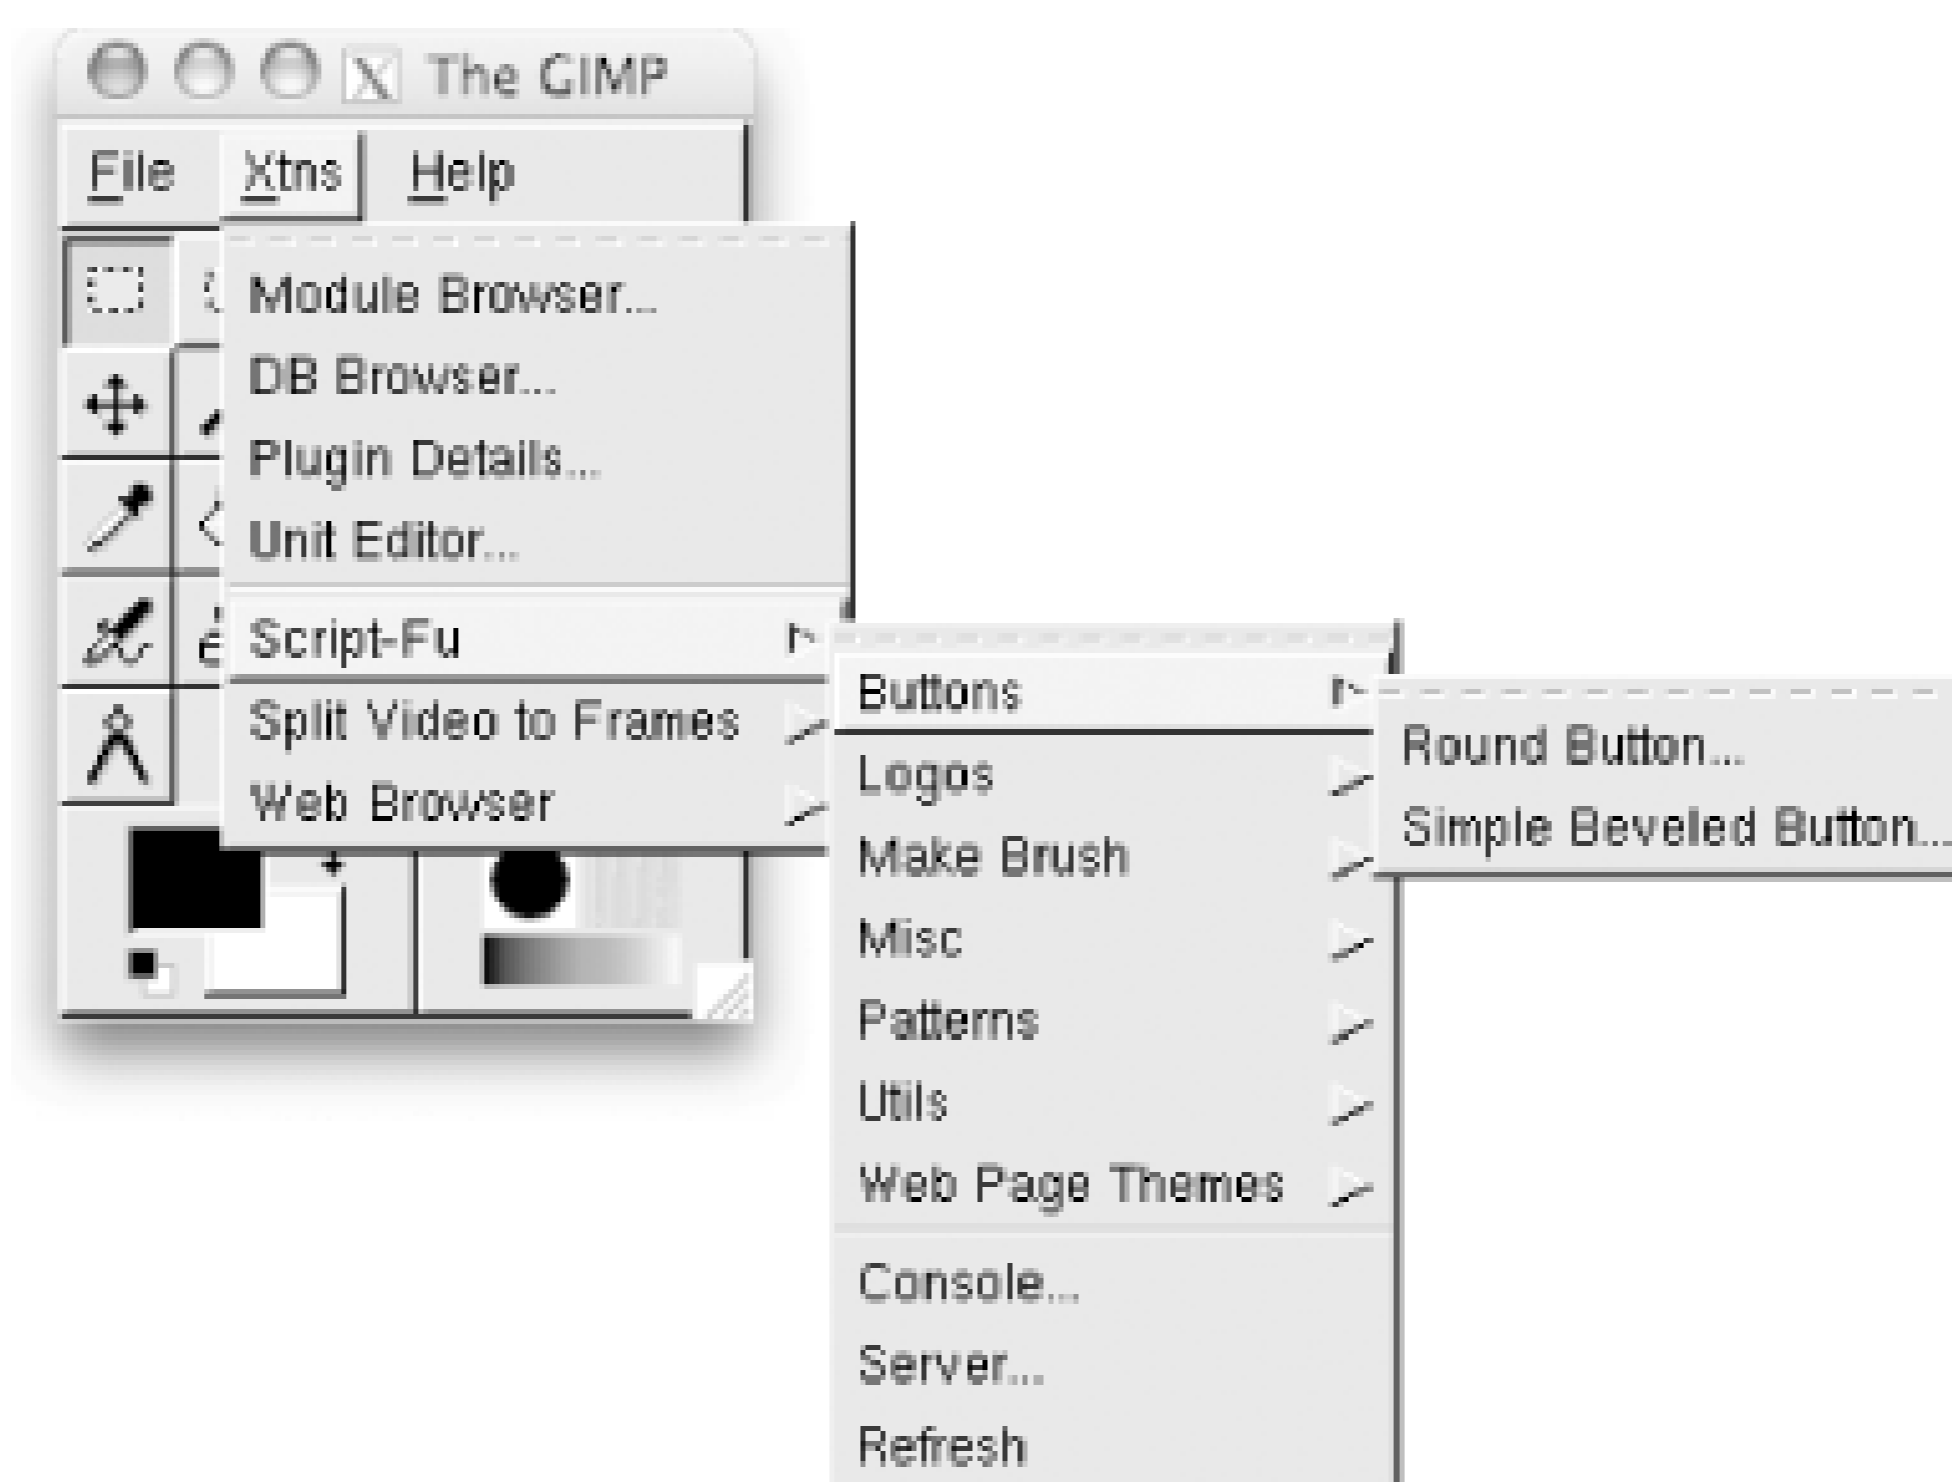 The GIMP
File Xtns Help
Module Browser...
DB Browser...
Plugin Details...
Unit Editor...
Script-Fu
Split Video to Frames
Web Browser
Buttons
Logos
Make Brush
Misc
Patterns
Utils
Web Page Themes
Console...
Server...
Refresh
Round Button...
Simple Beveled Button...